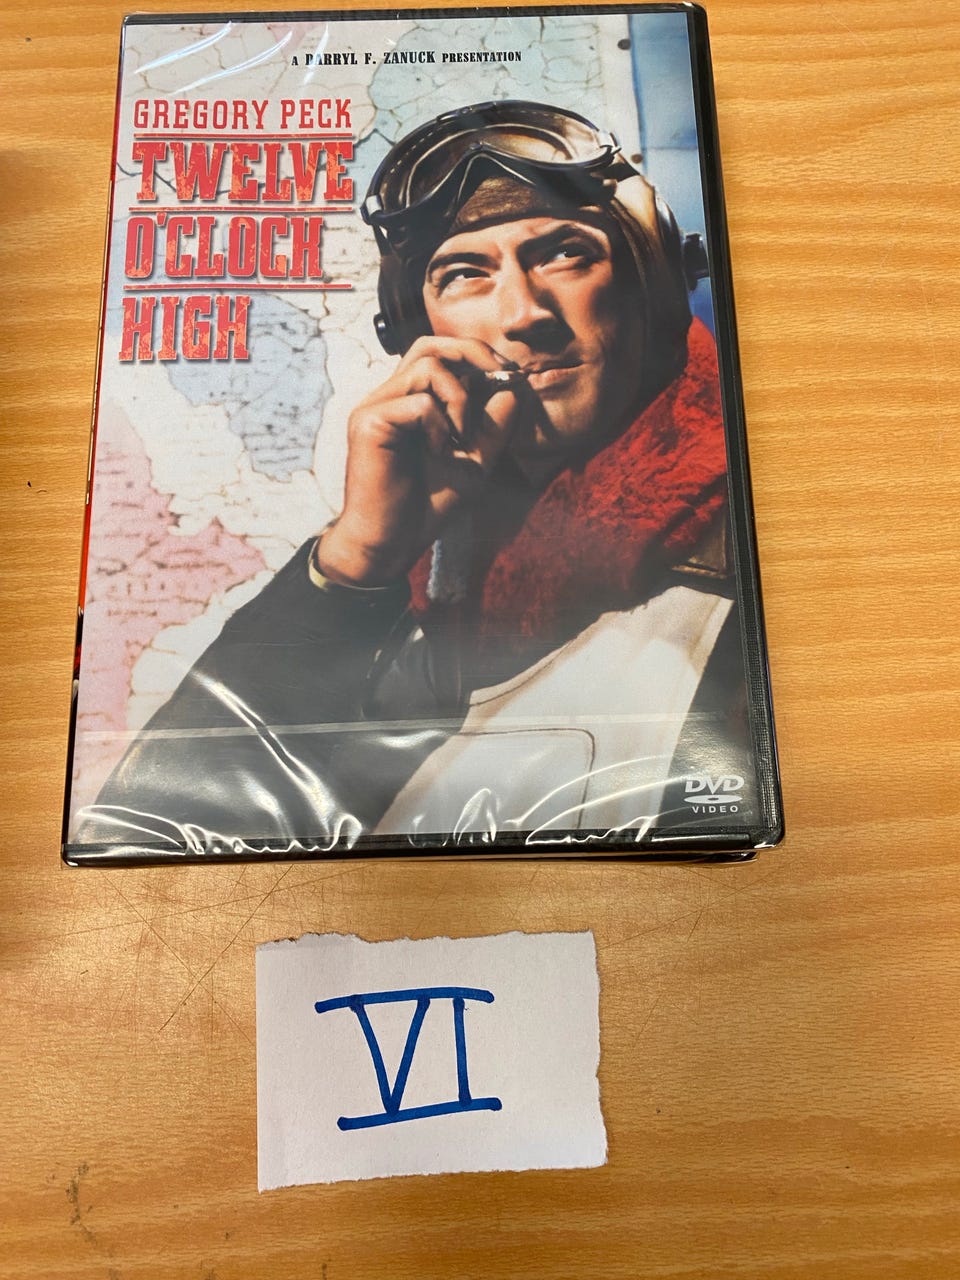 A DARRYL F. ZANUCK PRESENTATION
GREGORY PECK
TWELVE
O'CLOCK
HIGH
DVD
VIDEO
VI